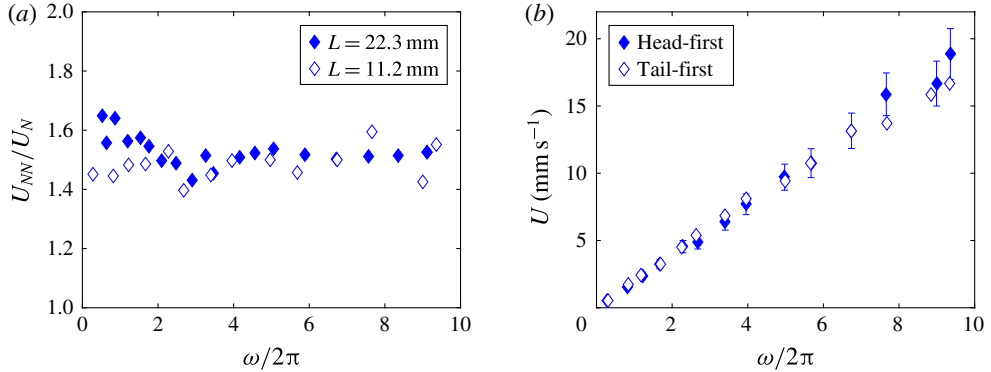 (a)
2.0
1.8
1.6
1.4
1.2
1.0
U_NN/U_N
L = 22.3 mm
L = 11.2 mm
0 2 4 6 8 10
ω/2π
(b)
20
15
10
5
0
U (mm s⁻¹)
Head-first
Tail-first
2 4 6 8 10
ω/2π